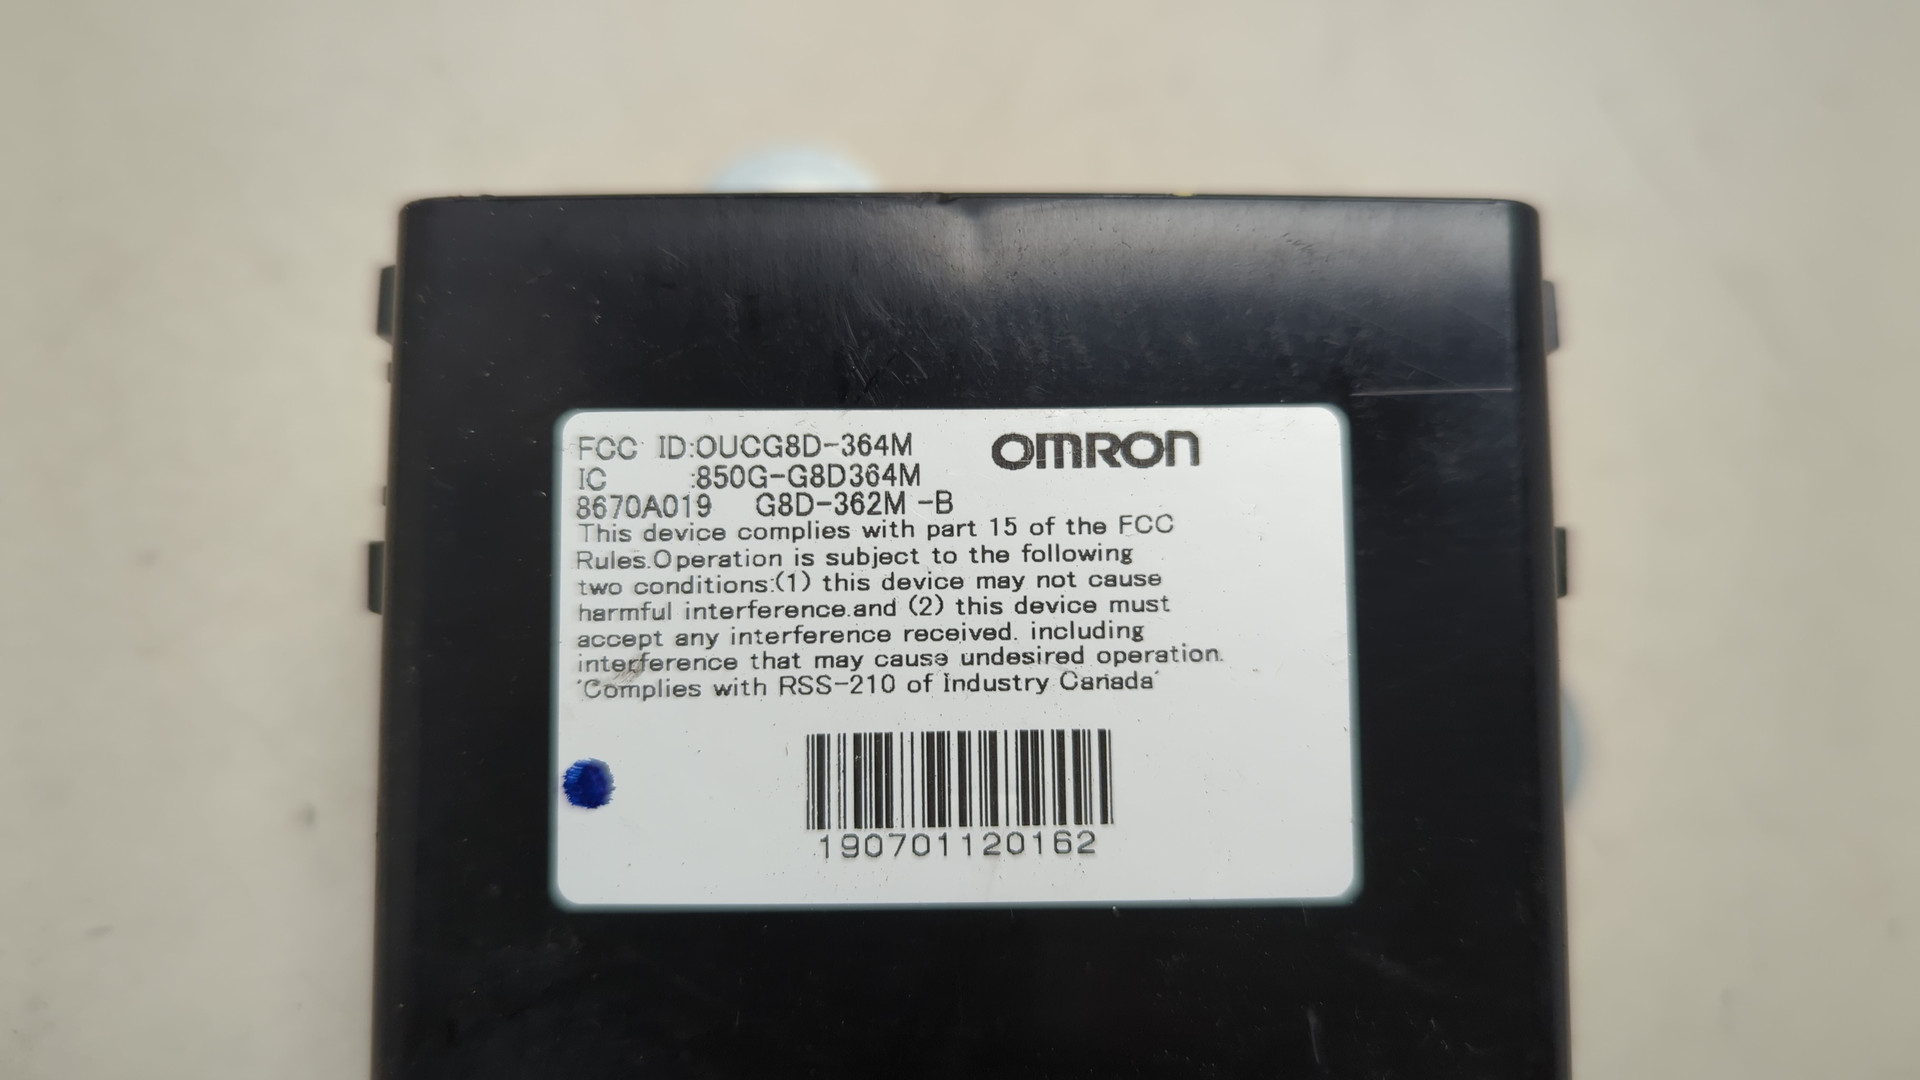 FCC ID:OUCG8D-364M OMRON
IC :850G-G8D364M
8670A019 G8D-362M -B
This device complies with part 15 of the FCC
Rules.Operation is subject to the following
two conditions:(1) this device may not cause
harmful interference.and (2) this device must
accept any interference received. including
interference that may cause undesired operation.
'Complies with RSS-210 of Industry Canada'
190701120162